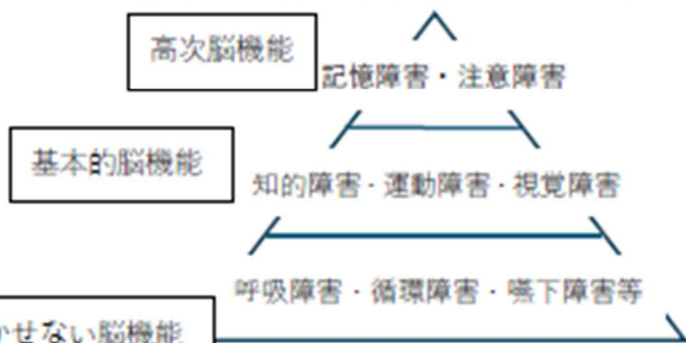 高次脳機能
記憶障害・注意障害
基本的脳機能
知的障害・運動障害・視覚障害
呼吸障害・循環障害・嚥下障害等
かせない脳機能